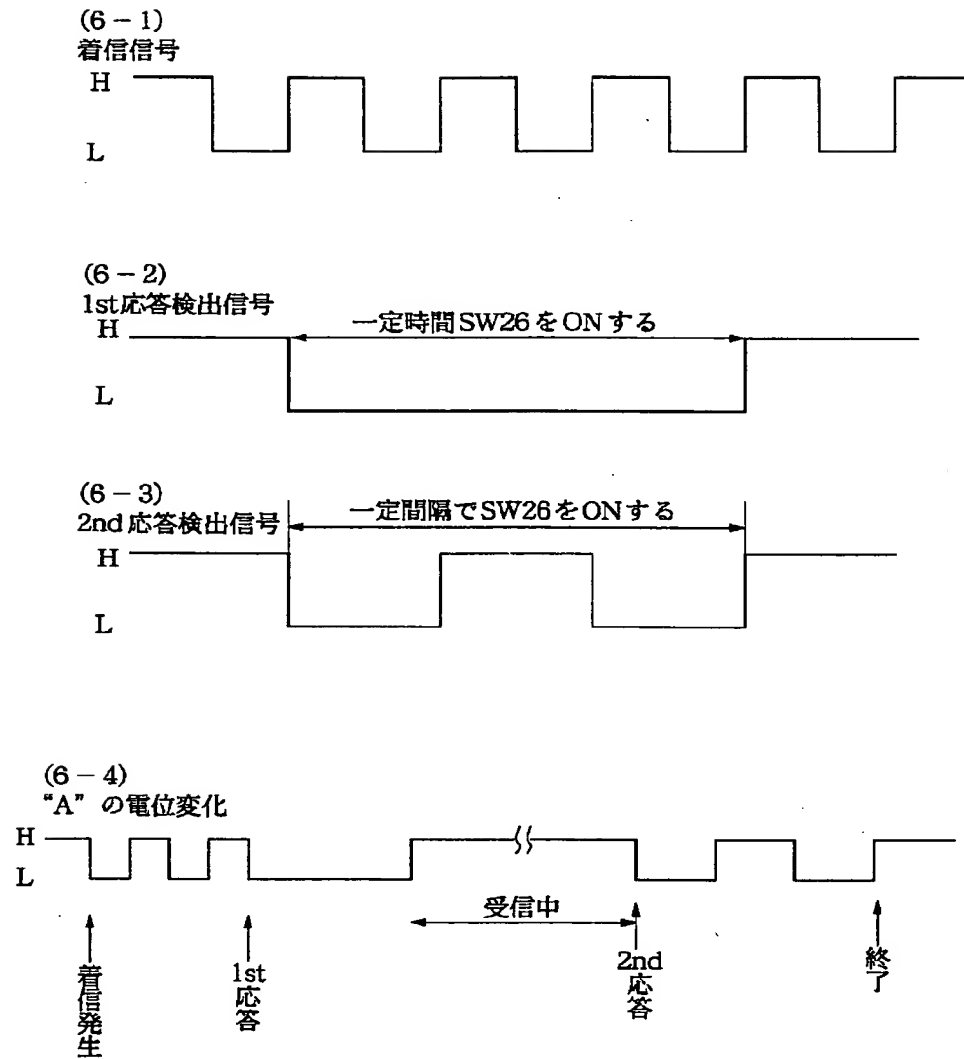 (6-1)
着信信号
H
L
(6-2)
1st応答検出信号
H
一定時間SW26をONする
L
(6-3)
2nd応答検出信号
一定間隔でSW26をONする
H
L
(6-4)
“A”の電位変化
H
L
受信中
着信発生
1st応答
2nd応答
終了